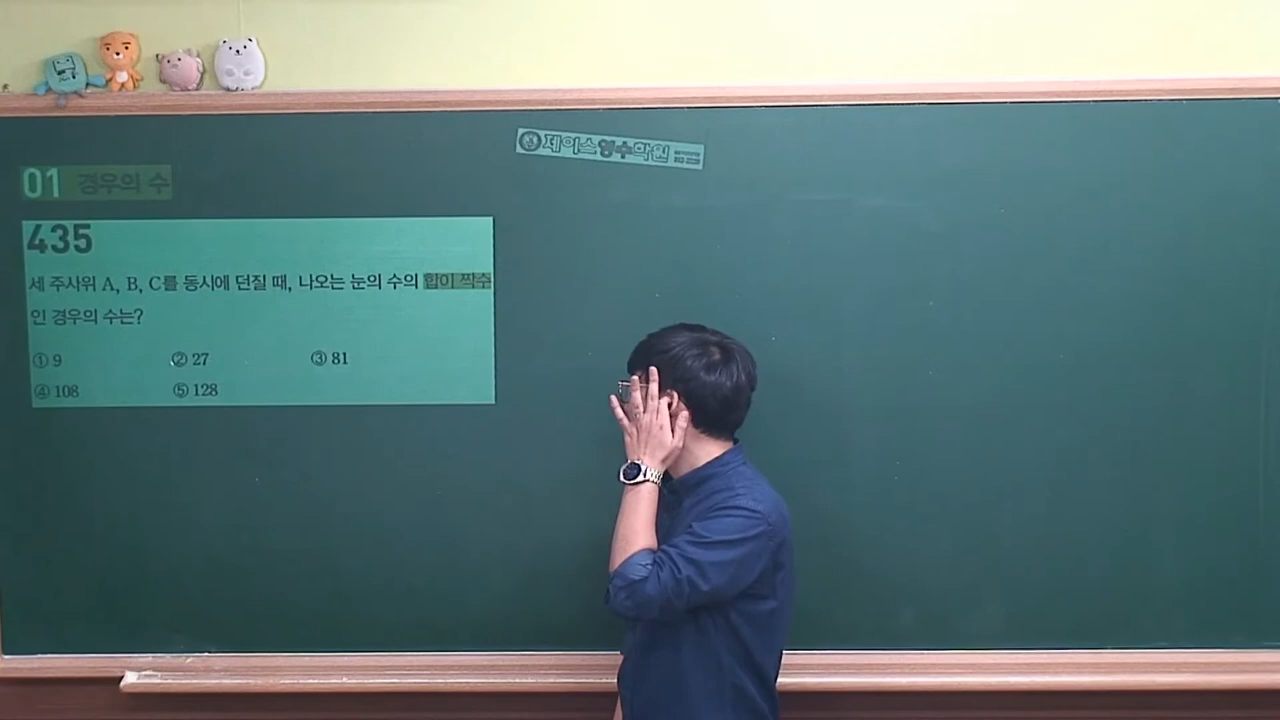 제이스영수학원
01 경우의 수
435
세 주사위 A, B, C를 동시에 던질 때, 나오는 눈의 수의 합이 짝수
인 경우의 수는?
① 9 ② 27 ③ 81
④ 108 ⑤ 128